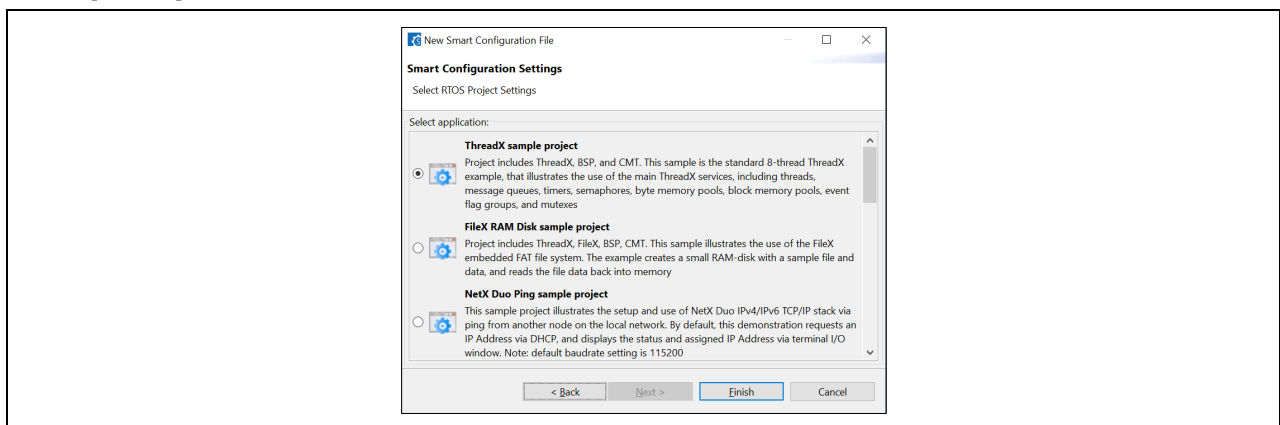 New Smart Configuration File
Smart Configuration Settings
Select RTOS Project Settings
Select application:
ThreadX sample project
Project includes ThreadX, BSP, and CMT. This sample is the standard 8-thread ThreadX
example, that illustrates the use of the main ThreadX services, including threads,
message queues, timers, semaphores, byte memory pools, block memory pools, event
flag groups, and mutexes
FileX RAM Disk sample project
Project includes ThreadX, FileX, BSP, CMT. This sample illustrates the use of the FileX
embedded FAT file system. The example creates a small RAM-disk with a sample file and
data, and reads the file data back into memory
NetX Duo Ping sample project
This sample project illustrates the setup and use of NetX Duo IPv4/IPv6 TCP/IP stack via
ping from another node on the local network. By default, this demonstration requests an
IP Address via DHCP, and displays the status and assigned IP Address via terminal I/O
window. Note: default baudrate setting is 115200
< Back Next > Finish Cancel